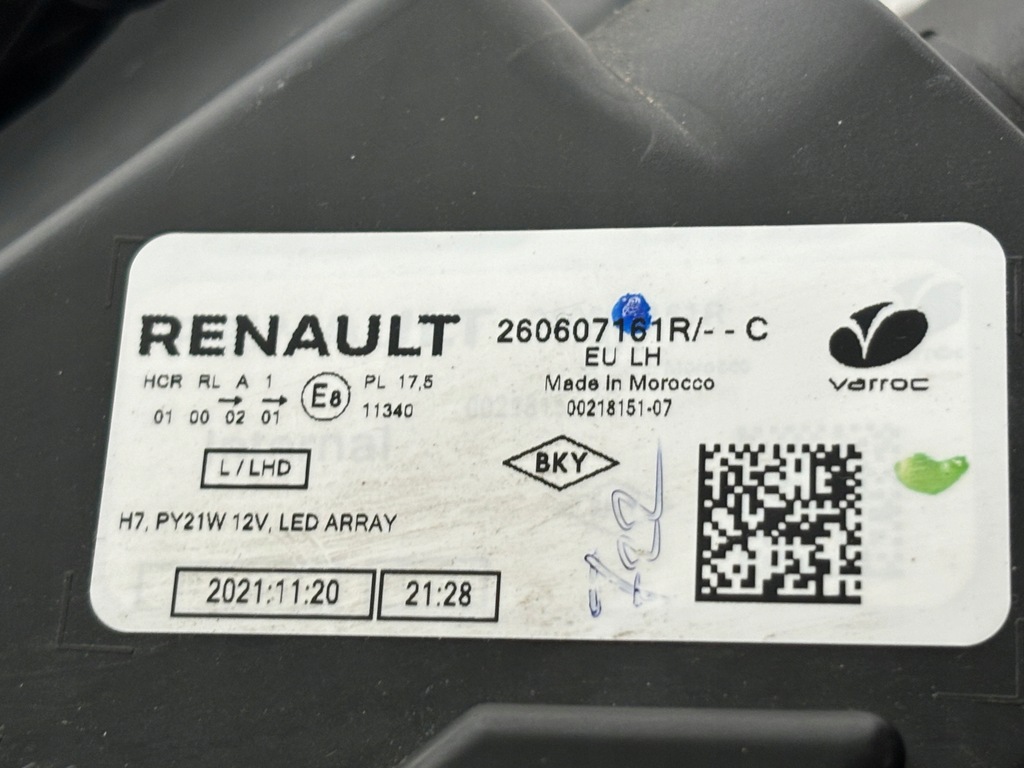 RENAULT
260607161R/--C
EU LH
Made In Morocco
00218151-07
varroc
HCR RL A 1
01 00 02 01
E8
PL 17,5
11340
L/LHD
BKY
H7, PY21W 12V, LED ARRAY
2021:11:20
21:28